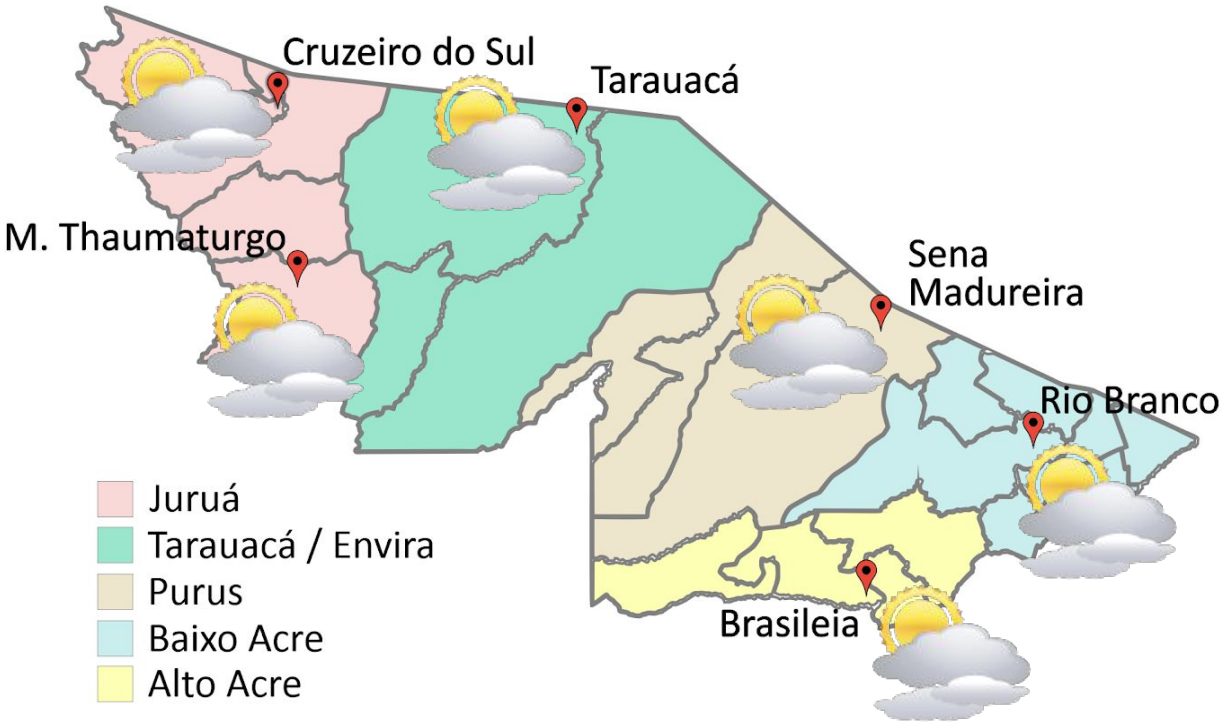 Cruzeiro do Sul
Tarauacá
M. Thaumaturgo
Sena
Madureira
Rio Branco
Brasileia
Juruá
Tarauacá / Envira
Purus
Baixo Acre
Alto Acre